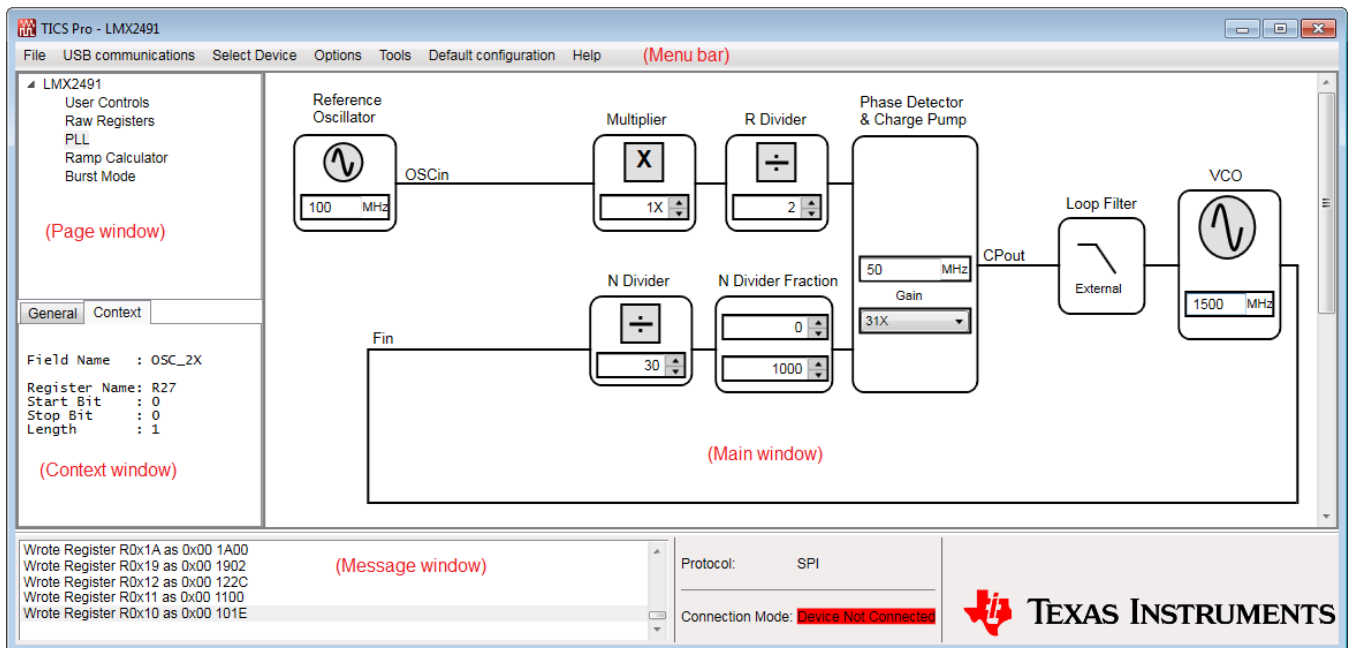 TICS Pro - LMX2491
File USB communications Select Device Options Tools Default configuration Help (Menu bar)
LMX2491
User Controls
Raw Registers
PLL
Ramp Calculator
Burst Mode
(Page window)
General Context
Field Name : OSC_2X
Register Name: R27
Start Bit : 0
Stop Bit : 0
Length : 1
(Context window)
Reference
Oscillator
100 MHz
OSCin
Multiplier
X
1X
R Divider
÷
2
Phase Detector
& Charge Pump
50 MHz
Gain
31X
CPout
Loop Filter
External
VCO
1500 MHz
Fin
N Divider
÷
30
N Divider Fraction
0
1000
(Main window)
Wrote Register R0x1A as 0x00 1A00
Wrote Register R0x19 as 0x00 1902
Wrote Register R0x12 as 0x00 122C
Wrote Register R0x11 as 0x00 1100
Wrote Register R0x10 as 0x00 101E
(Message window)
Protocol: SPI
Connection Mode: Device Not Connected
TEXAS INSTRUMENTS